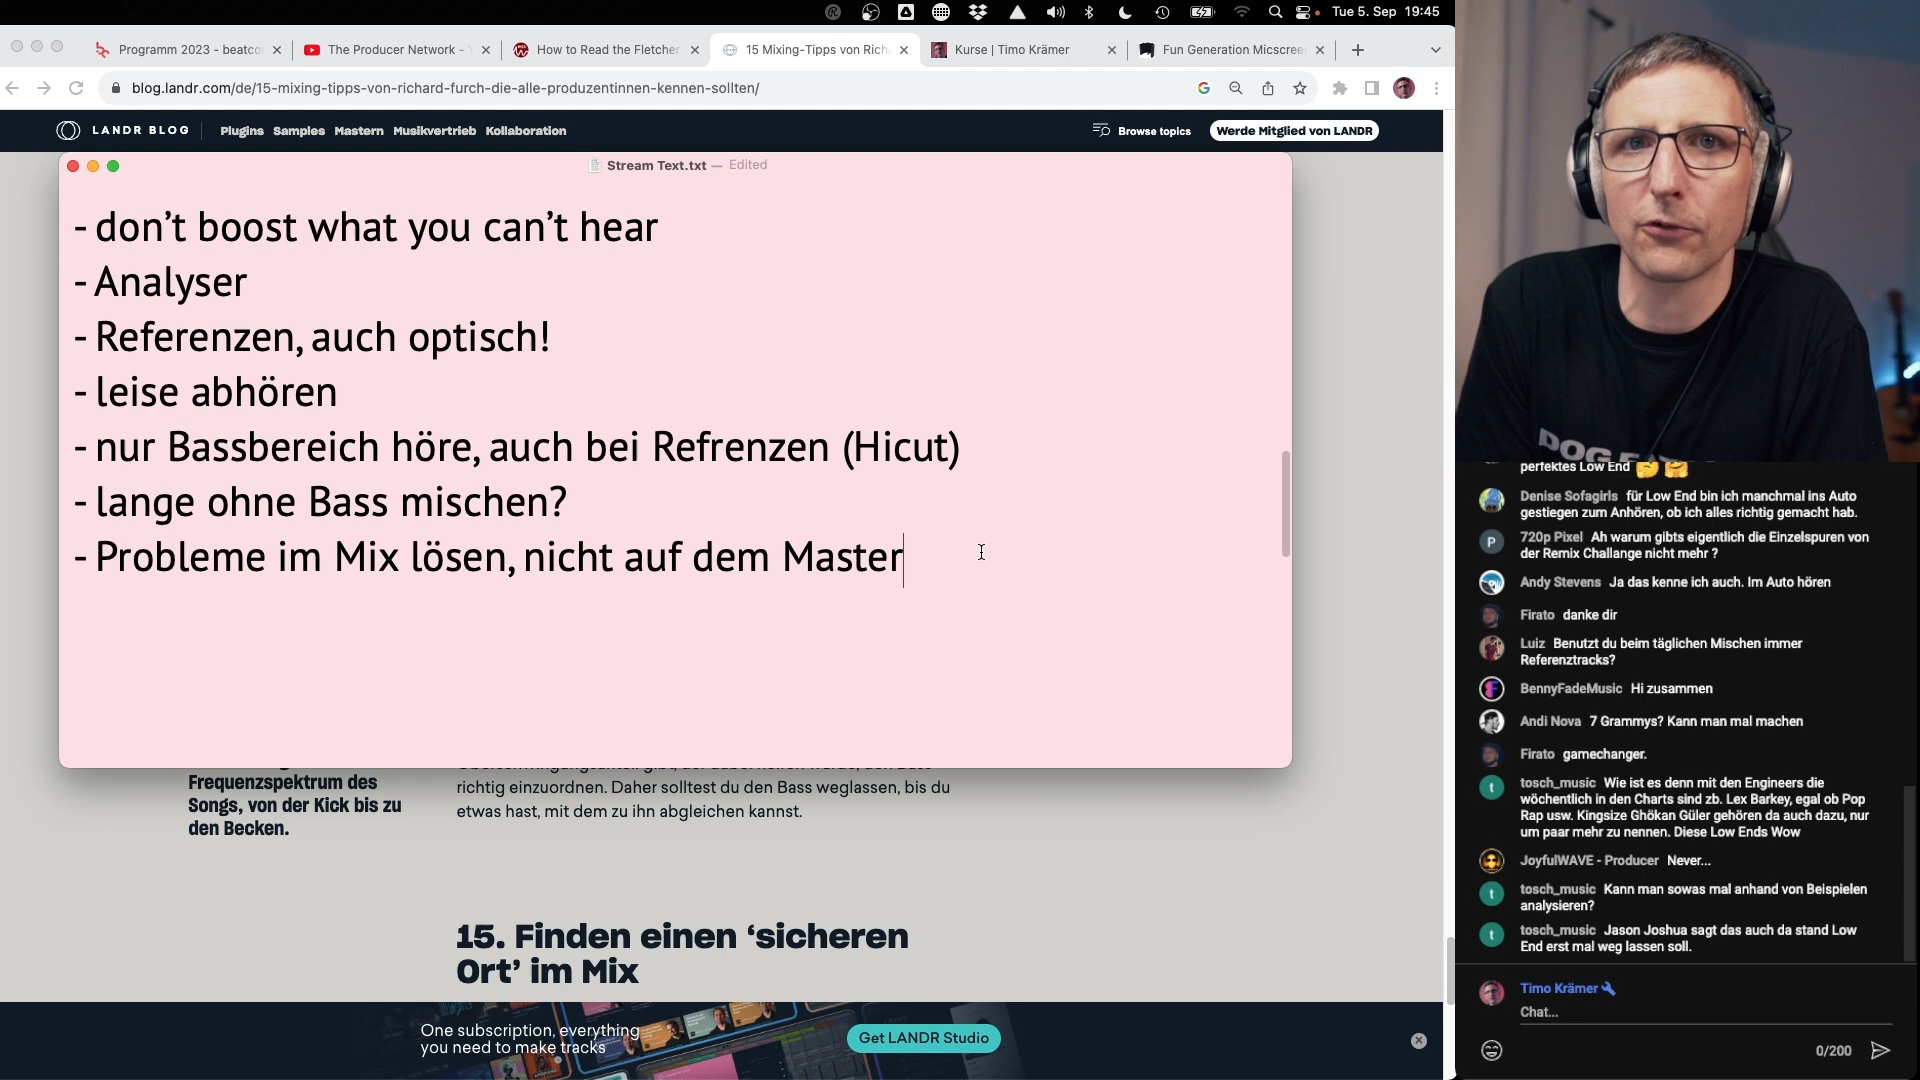 Tue 5. Sep 19:45
Programm 2023 - beatco
The Producer Network -
How to Read the Fletcher
15 Mixing-Tipps von Rich
Kurse | Timo Krämer
Fun Generation Micscree
blog.landr.com/de/15-mixing-tipps-von-richard-furch-die-alle-produzentinnen-kennen-sollten/
LANDR BLOG
Plugins Samples Mastern Musikvertrieb Kollaboration
Browse topics
Werde Mitglied von LANDR
Stream Text.txt — Edited
- don’t boost what you can’t hear
- Analyser
- Referenzen, auch optisch!
- leise abhören
- nur Bassbereich höre, auch bei Refrenzen (Hicut)
- lange ohne Bass mischen?
- Probleme im Mix lösen, nicht auf dem Master
Frequenzspektrum des
Songs, von der Kick bis zu
den Becken.
richtig einzuordnen. Daher solltest du den Bass weglassen, bis du
etwas hast, mit dem zu ihn abgleichen kannst.
15. Finden einen ‘sicheren
Ort’ im Mix
One subscription, everything
you need to make tracks
Get LANDR Studio
DOG EA
perfektes Low End
Denise Sofagirls für Low End bin ich manchmal ins Auto
gestiegen zum Anhören, ob ich alles richtig gemacht hab.
P
720p Pixel Ah warum gibts eigentlich die Einzelspuren von
der Remix Challange nicht mehr ?
Andy Stevens Ja das kenne ich auch. Im Auto hören
Firato danke dir
Luiz Benutzt du beim täglichen Mischen immer
Referenztracks?
BennyFadeMusic Hi zusammen
Andi Nova 7 Grammys? Kann man mal machen
Firato gamechanger.
t
tosch_music Wie ist es denn mit den Engineers die
wöchentlich in den Charts sind zb. Lex Barkey, egal ob Pop
Rap usw. Kingsize Ghökan Güler gehören da auch dazu, nur
um paar mehr zu nennen. Diese Low Ends Wow
JoyfulWAVE - Producer Never...
t
tosch_music Kann man sowas mal anhand von Beispielen
analysieren?
t
tosch_music Jason Joshua sagt das auch da stand Low
End erst mal weg lassen soll.
Timo Krämer
Chat...
0/200